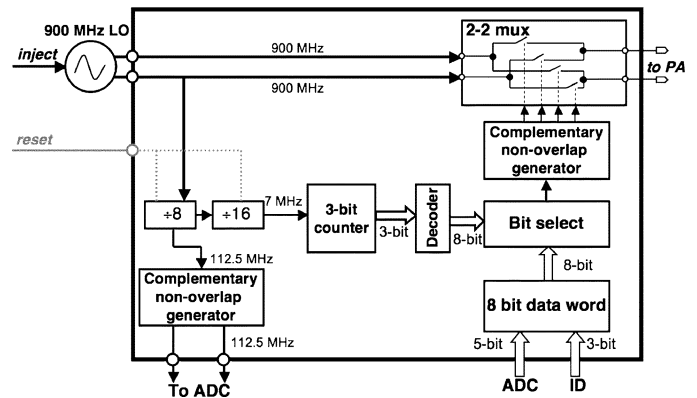 900 MHz LO
inject
900 MHz
900 MHz
2-2 mux
to PA
reset
Complementary
non-overlap
generator
÷8
÷16
7 MHz
3-bit
counter
3-bit
Decoder
8-bit
Bit select
112.5 MHz
8-bit
Complementary
non-overlap
generator
8 bit data word
112.5 MHz
5-bit
3-bit
To ADC
ADC
ID